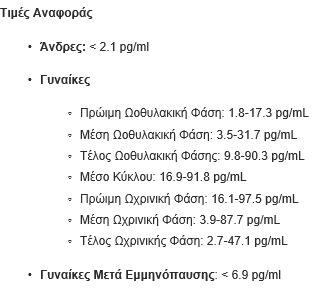 Τιμές Αναφοράς
• Άνδρες: < 2.1 pg/ml
• Γυναίκες
◦ Πρώιμη Ωοθυλακική Φάση: 1.8-17.3 pg/mL
◦ Μέση Ωοθυλακική Φάση: 3.5-31.7 pg/mL
◦ Τέλος Ωοθυλακική Φάσης: 9.8-90.3 pg/mL
◦ Μέσο Κύκλου: 16.9-91.8 pg/mL
◦ Πρώιμη Ωχρινική Φάση: 16.1-97.5 pg/mL
◦ Μέση Ωχρινική Φάση: 3.9-87.7 pg/mL
◦ Τέλος Ωχρινικής Φάση: 2.7-47.1 pg/mL
• Γυναίκες Μετά Εμμηνόπαυσης: < 6.9 pg/ml